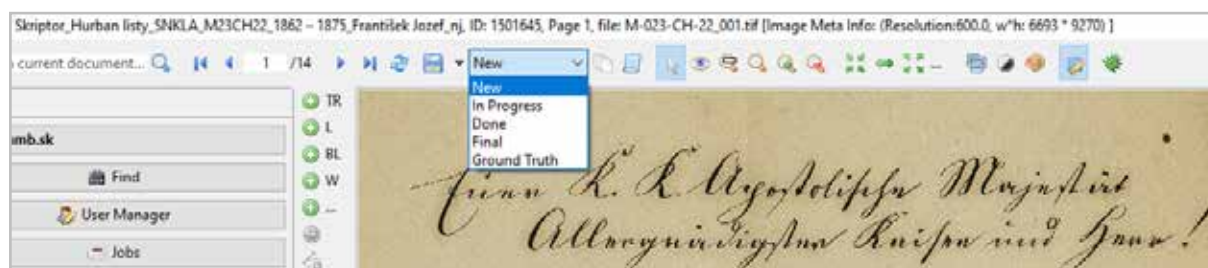 Skriptor_Hurban listy_SNKLA_M23CH22_1862 – 1875_František Jozef_nj, ID: 1501645, Page 1, file: M-023-CH-22_001.tif [Image Meta Info: (Resolution:600.0, w*h: 6693 * 9270) ]
current document... 1 /14 New
New
In Progress
Done
Final
Ground Truth
TR
L
BL
W
...
mb.sk
Find
User Manager
Jobs
Euer K. K. Apostolische Majestät
Allergnädigster Kaiser und Herr!